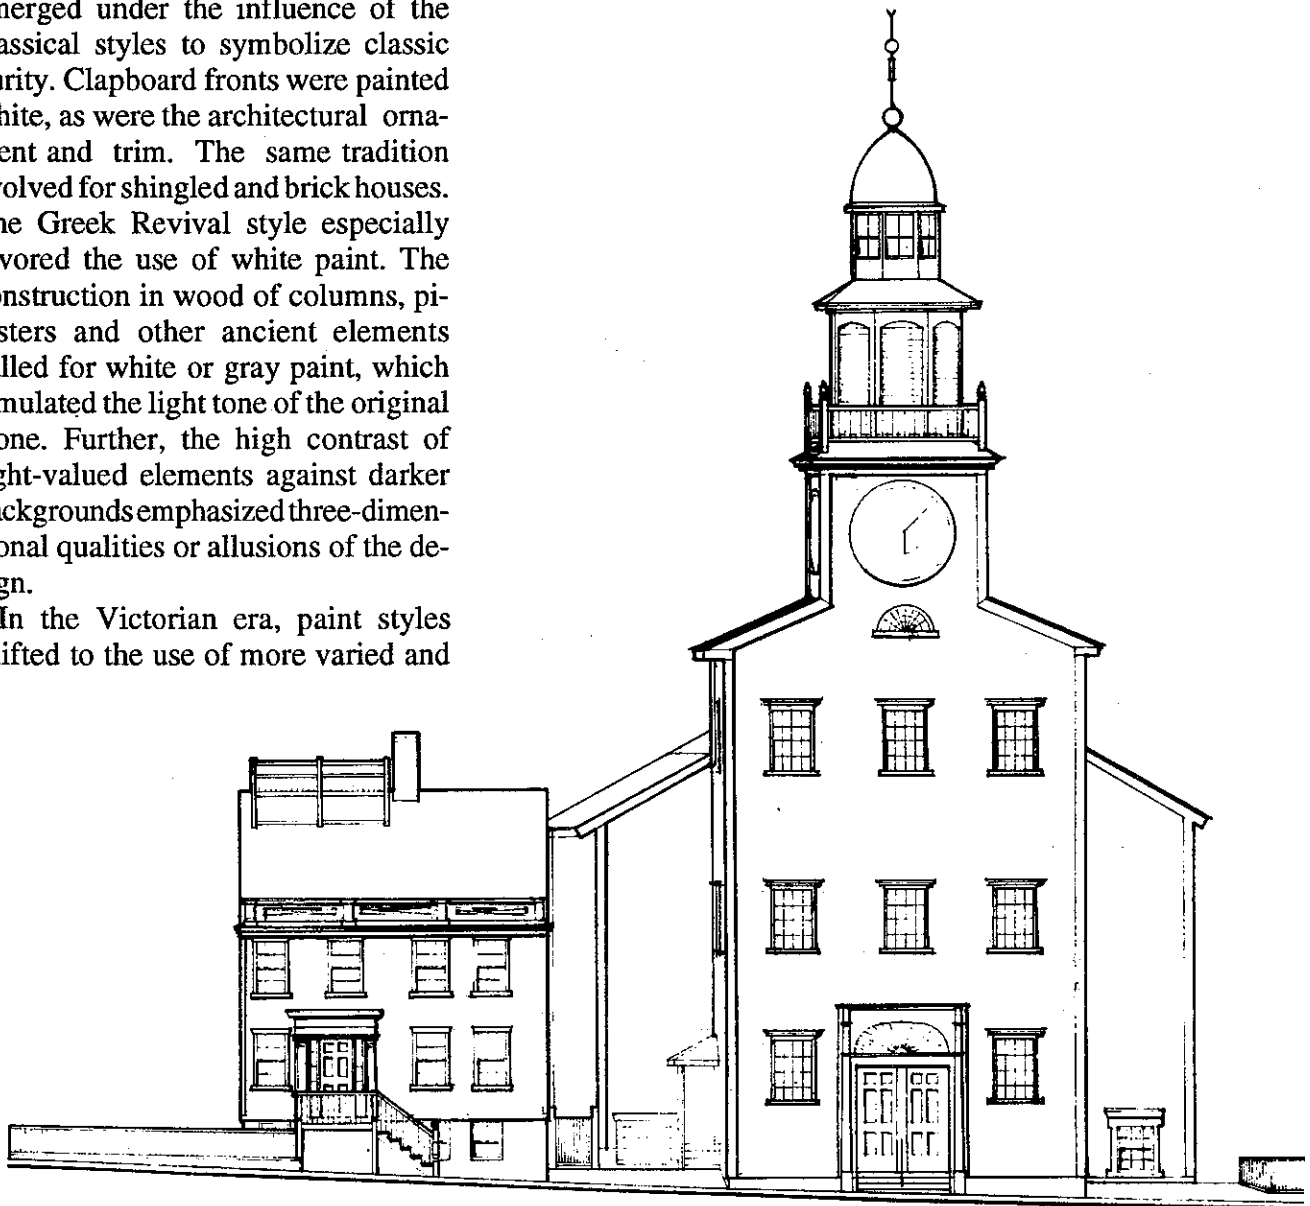 nerged under the influence of the
assical styles to symbolize classic
urity. Clapboard fronts were painted
hite, as were the architectural orna-
ent and trim. The same tradition
volved for shingled and brick houses.
ne Greek Revival style especially
vored the use of white paint. The
onstruction in wood of columns, pi-
sters and other ancient elements
lled for white or gray paint, which
mulated the light tone of the original
one. Further, the high contrast of
ght-valued elements against darker
ackgrounds emphasized three-dimen-
onal qualities or allusions of the de-
gn.
In the Victorian era, paint styles
ifted to the use of more varied and